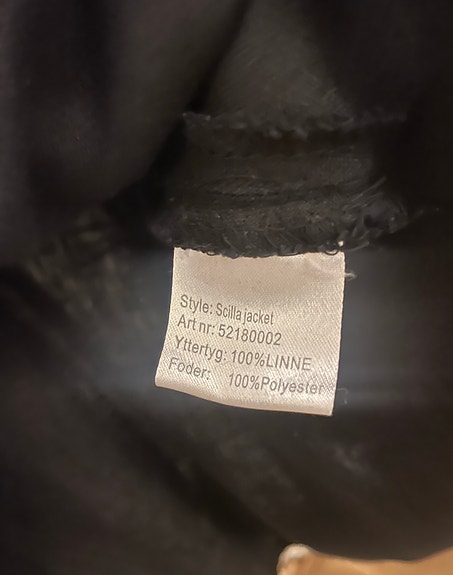 Style: Scilla jacket
Art nr: 52180002
Yttertyg: 100%LINNE
Foder: 100%Polyester